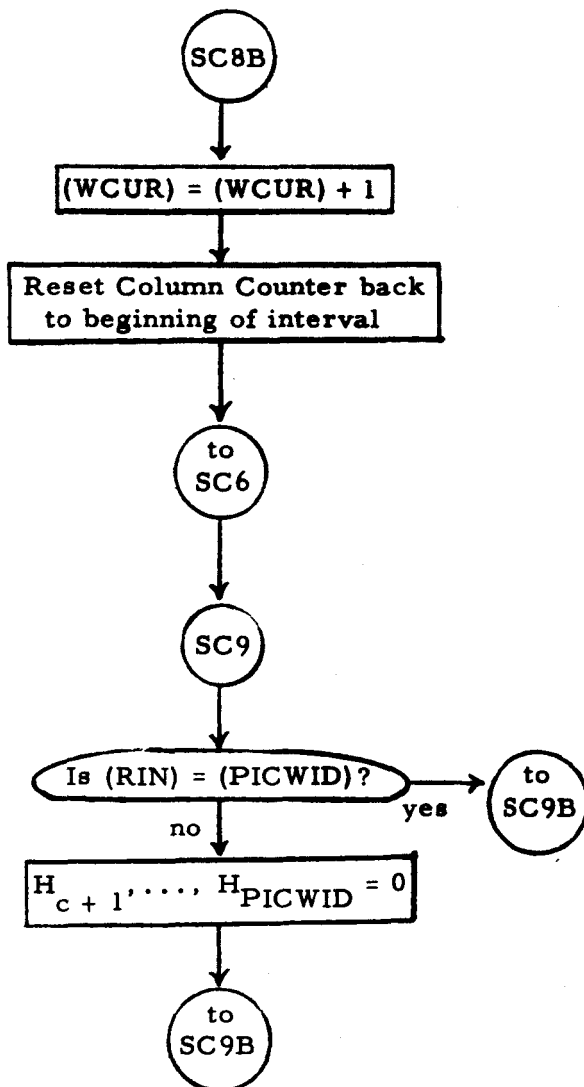 SC8B
(WCUR) = (WCUR) + 1
Reset Column Counter back
to beginning of interval
to
SC6
SC9
Is (RIN) = (PICWID)?
yes
to
SC9B
no
H c + 1, . . . , H PICWID = 0
to
SC9B